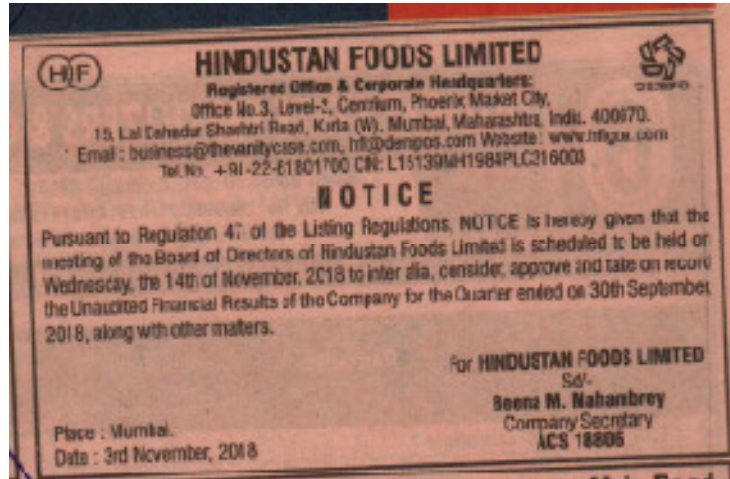 HF
HINDUSTAN FOODS LIMITED
DEMPO
Registered Office & Corporate Headquarters:
Office No.3, Level-2, Centrium, Phoenix Market City,
15, Lal Bahadur Shashtri Road, Kurla (W). Mumbai, Maharashtra, India. 400070.
Email : business@thevanitycase.com, hfl@dempos.com Website : www.hflgoa.com
Tel. No. +91-22-61801700 CIN: L15139MH1984PLC316003
NOTICE
Pursuant to Regulation 47 of the Listing Regulations, NOTICE is hereby given that the
meeting of the Board of Directors of Hindustan Foods Limited is scheduled to be held on
Wednesday, the 14th of November, 2018 to inter alia, consider, approve and take on record
the Unaudited Financial Results of the Company for the Quarter ended on 30th September,
2018, along with other matters.
For HINDUSTAN FOODS LIMITED
Sd/-
Beena M. Mahambrey
Company Secretary
ACS 18806
Place : Mumbai.
Date : 3rd November, 2018